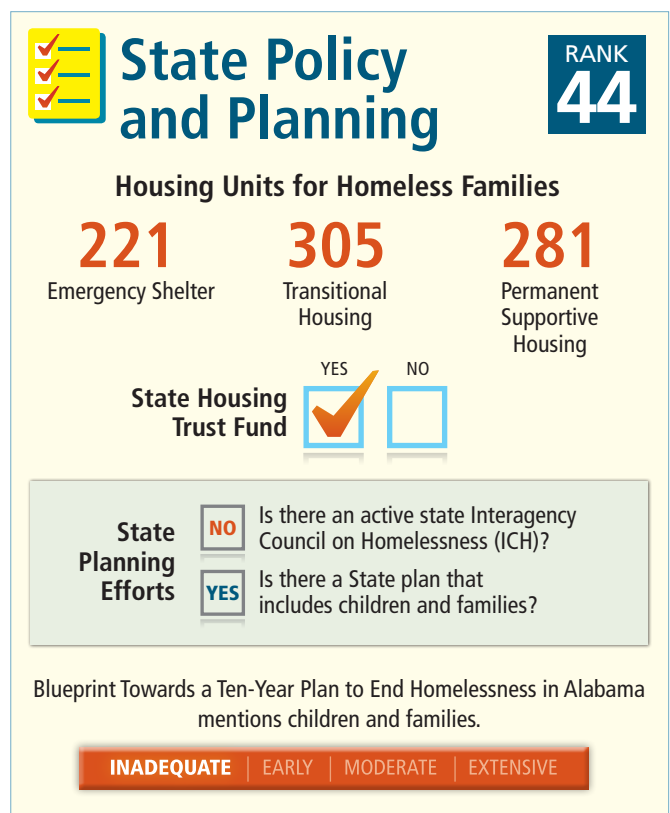 State Policy
and Planning
RANK
44
Housing Units for Homeless Families
221
Emergency Shelter
305
Transitional
Housing
281
Permanent
Supportive
Housing
State Housing
Trust Fund
YES
NO
State
Planning
Efforts
NO
Is there an active state Interagency
Council on Homelessness (ICH)?
YES
Is there a State plan that
includes children and families?
Blueprint Towards a Ten-Year Plan to End Homelessness in Alabama
mentions children and families.
INADEQUATE | EARLY | MODERATE | EXTENSIVE